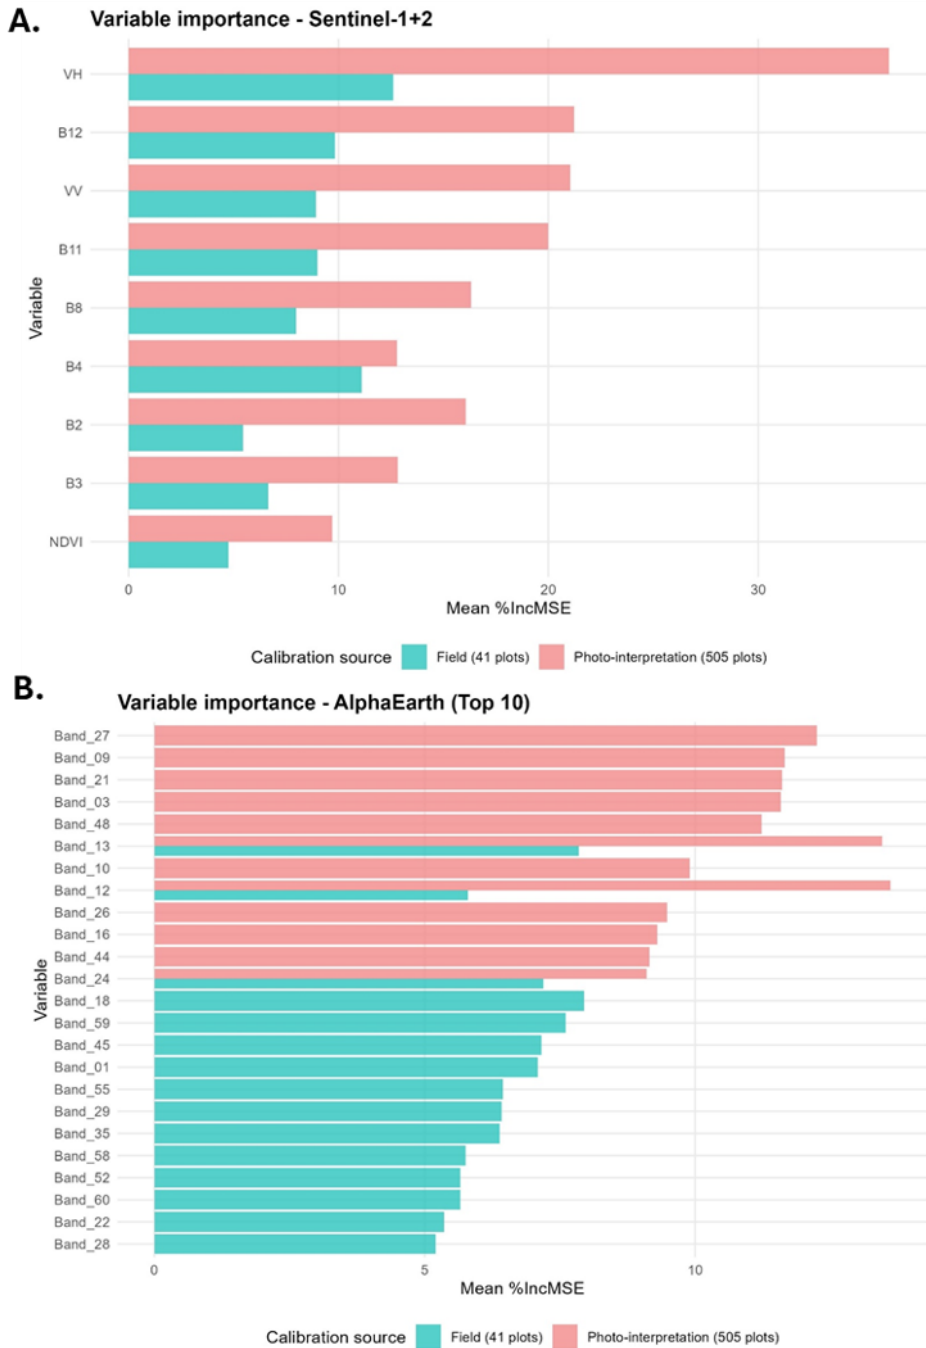 A.
Variable importance - Sentinel-1+2
Variable
VH
B12
VV
B11
B8
B4
B2
B3
NDVI
0 10 20 30
Mean %IncMSE
Calibration source Field (41 plots) Photo-interpretation (505 plots)
B.
Variable importance - AlphaEarth (Top 10)
Variable
Band_27
Band_09
Band_21
Band_03
Band_48
Band_13
Band_10
Band_12
Band_26
Band_16
Band_44
Band_24
Band_18
Band_59
Band_45
Band_01
Band_55
Band_29
Band_35
Band_58
Band_52
Band_60
Band_22
Band_28
0 5 10
Mean %IncMSE
Calibration source Field (41 plots) Photo-interpretation (505 plots)